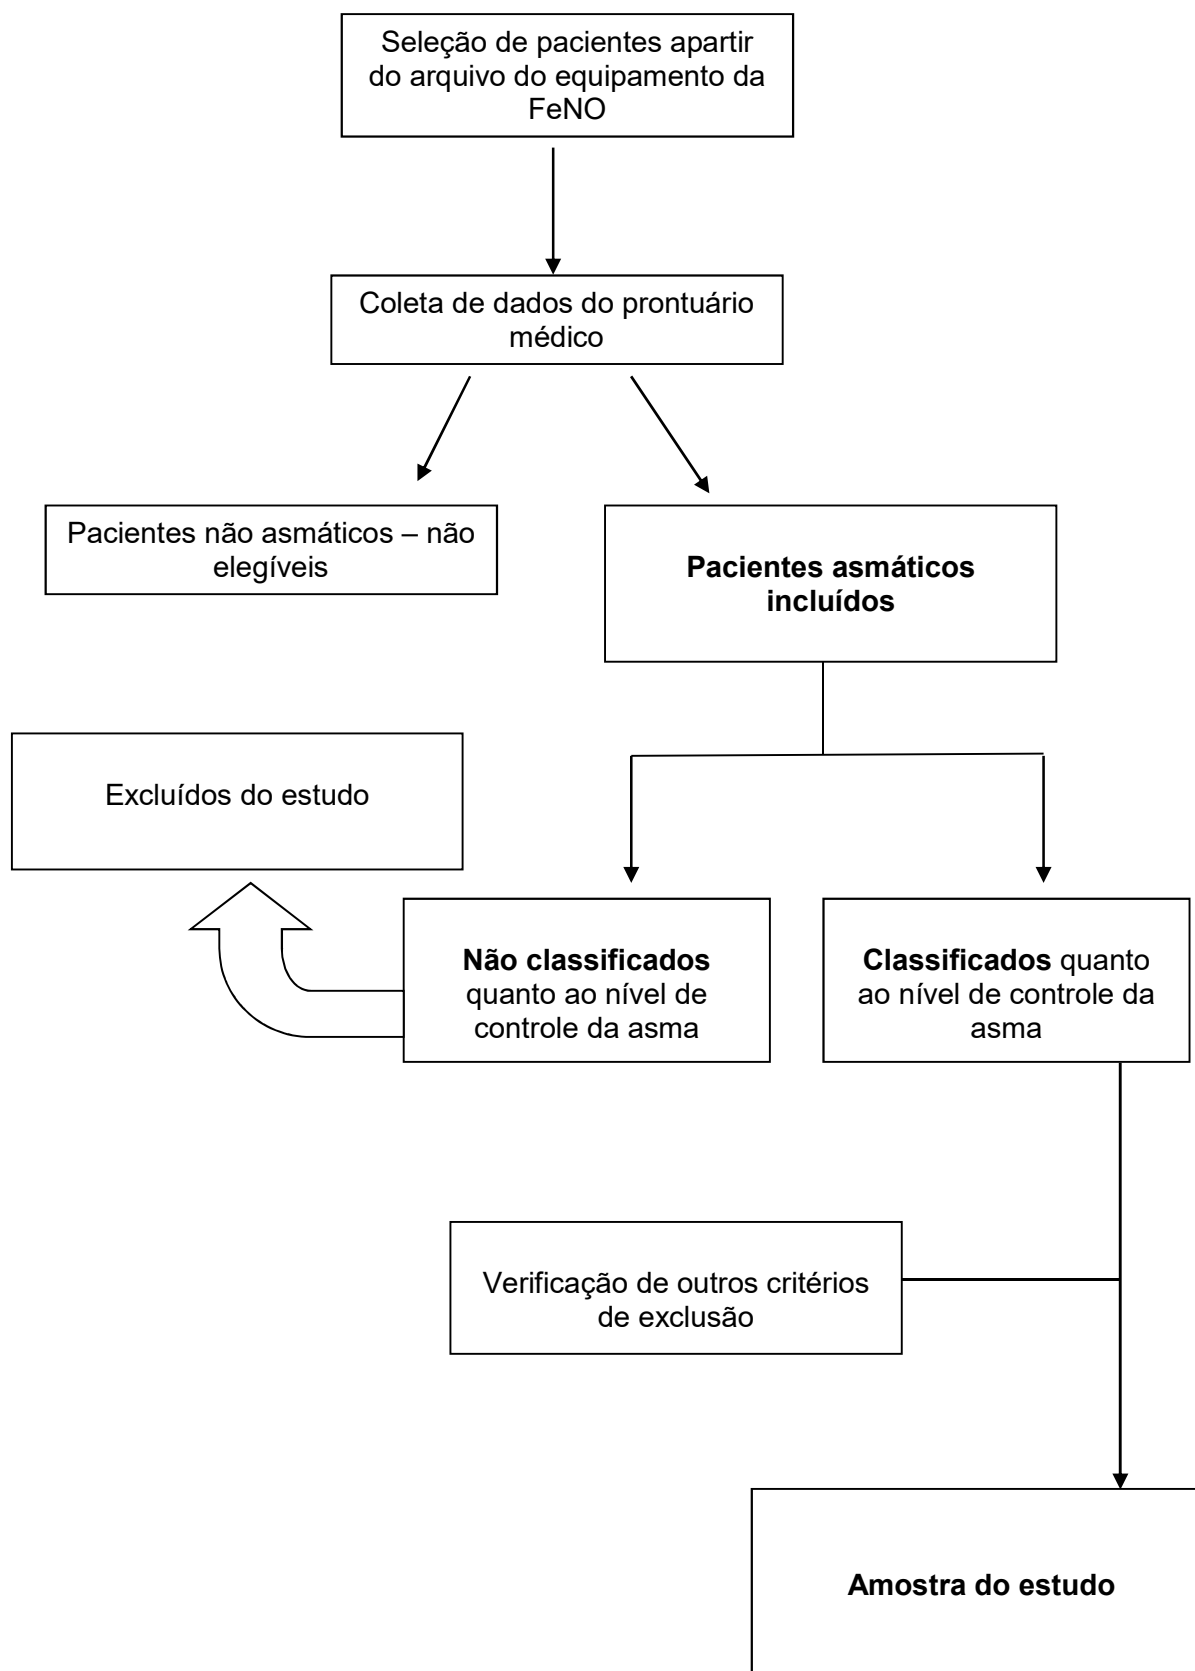 Seleção de pacientes apartir
do arquivo do equipamento da
FeNO
Coleta de dados do prontuário
médico
Pacientes não asmáticos – não
elegíveis
Pacientes asmáticos
incluídos
Excluídos do estudo
Não classificados
quanto ao nível de
controle da asma
Classificados quanto
ao nível de controle da
asma
Verificação de outros critérios
de exclusão
Amostra do estudo